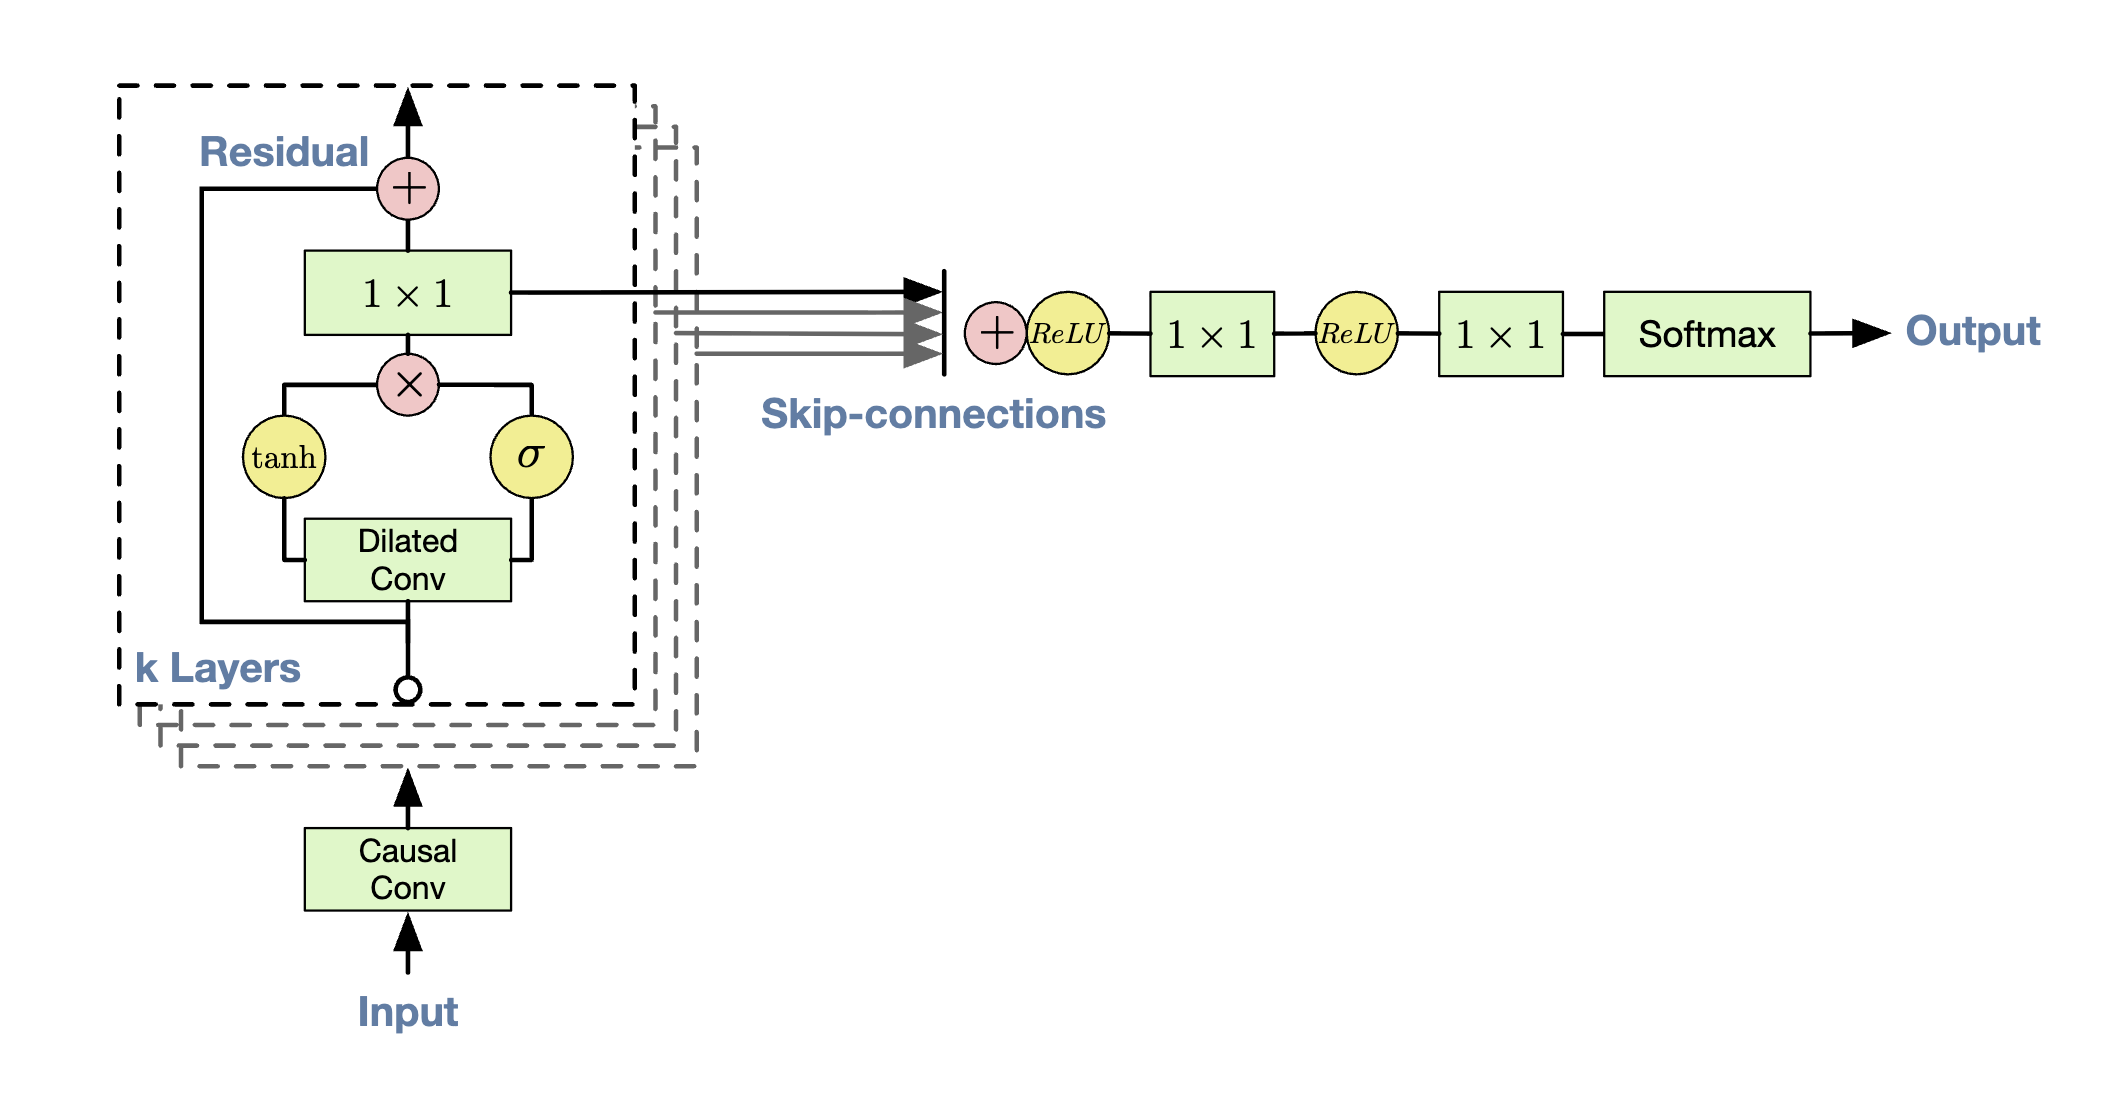 Residual
+
1 × 1
×
tanh
σ
Dilated
Conv
k Layers
Causal
Conv
Input
Skip-connections
+
ReLU
1 × 1
ReLU
1 × 1
Softmax
Output